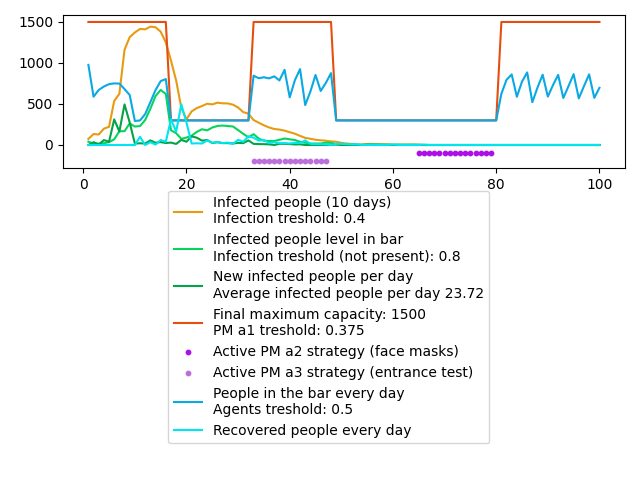 1500
1000
500
0
0 20 40 60 80 100
Infected people (10 days)
Infection treshold: 0.4
Infected people level in bar
Infection treshold (not present): 0.8
New infected people per day
Average infected people per day 23.72
Final maximum capacity: 1500
PM a1 treshold: 0.375
Active PM a2 strategy (face masks)
Active PM a3 strategy (entrance test)
People in the bar every day
Agents treshold: 0.5
Recovered people every day